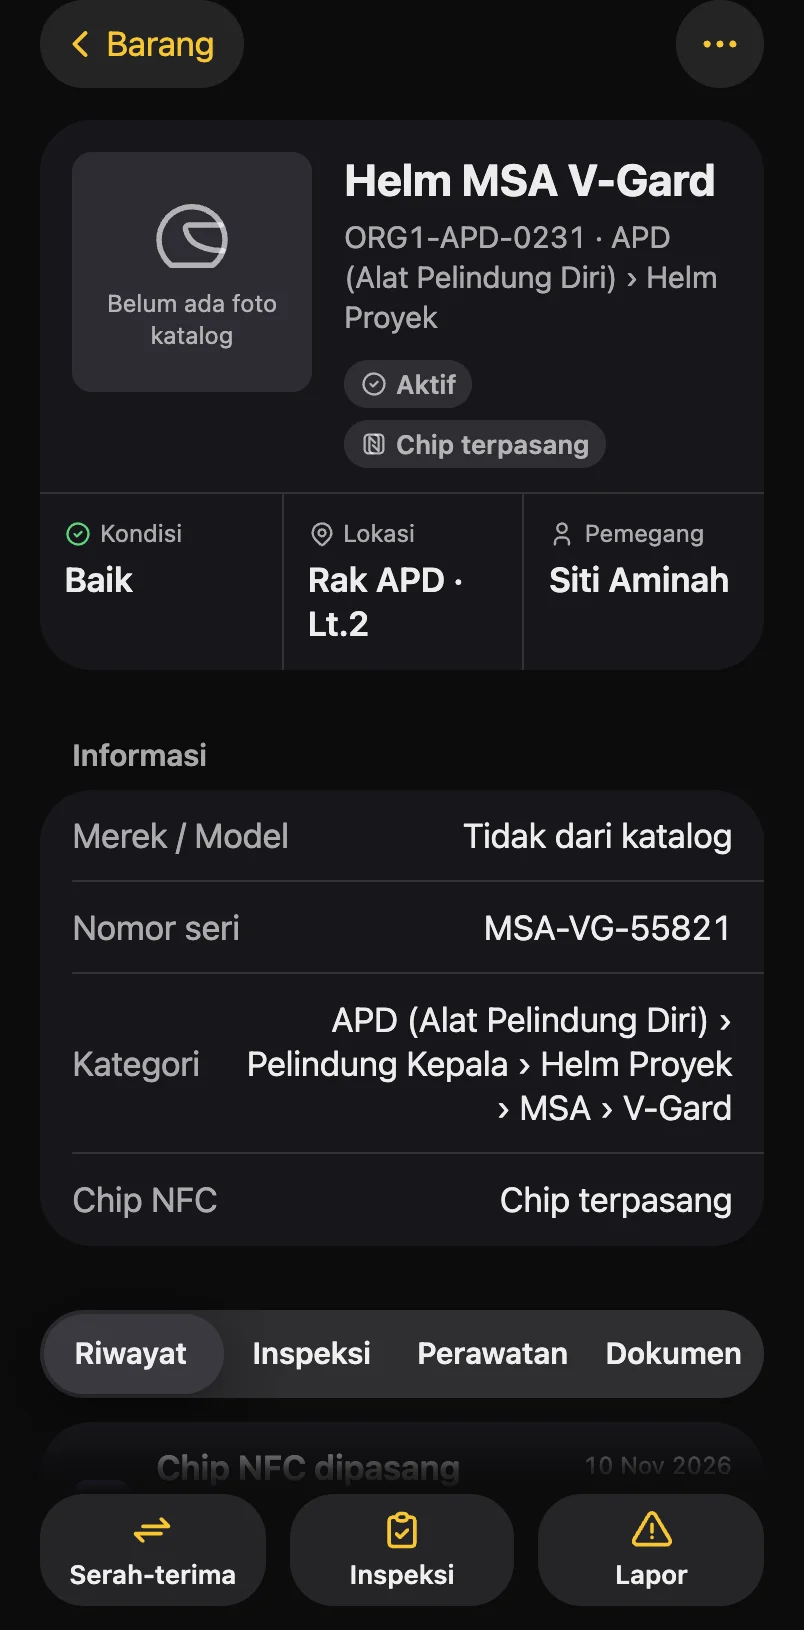 Barang
Helm MSA V-Gard
ORG1-APD-0231 · APD
(Alat Pelindung Diri) › Helm
Proyek
Belum ada foto
katalog
Aktif
Chip terpasang
Kondisi
Baik
Lokasi
Rak APD ·
Lt.2
Pemegang
Siti Aminah
Informasi
Merek / Model
Tidak dari katalog
Nomor seri
MSA-VG-55821
Kategori
APD (Alat Pelindung Diri) ›
Pelindung Kepala › Helm Proyek
› MSA › V-Gard
Chip NFC
Chip terpasang
Riwayat
Inspeksi
Perawatan
Dokumen
Chip NFC dipasang
10 Nov 2026
Serah-terima
Inspeksi
Lapor